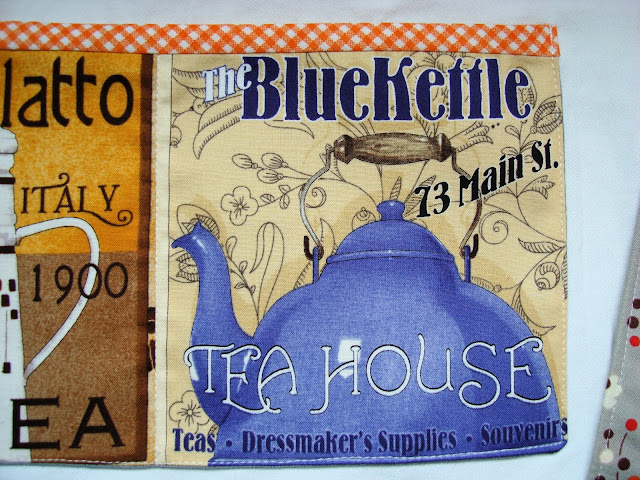 latto
ITALY
1900
EA
The BlueKettle
73 Main St.
TEA HOUSE
Teas • Dressmaker's Supplies • Souvenirs